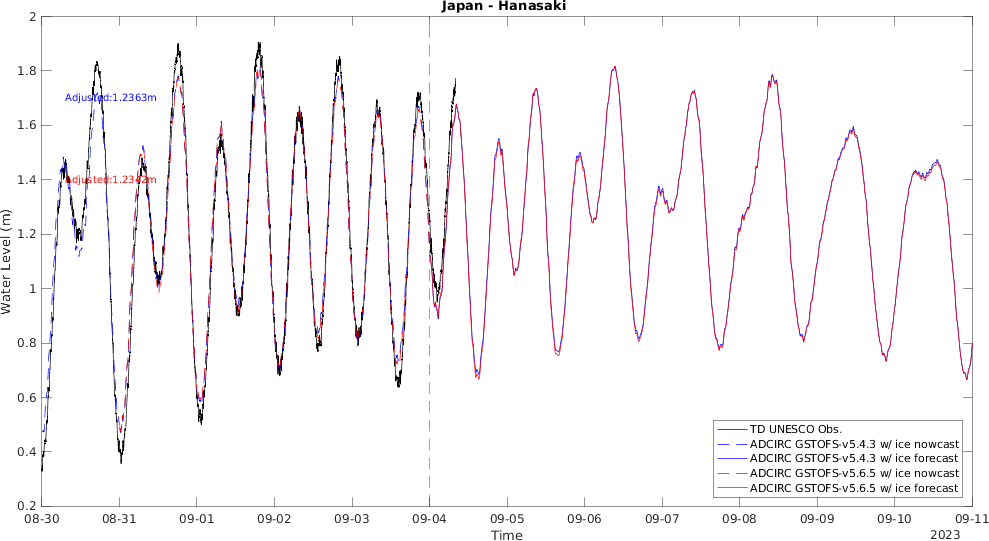 Japan - Hanasaki
Water Level (m)
2
1.8
1.6
1.4
1.2
1
0.8
0.6
0.4
0.2
Adjusted:1.2363m
Adjusted:1.2342m
TD UNESCO Obs.
ADCIRC GSTOFS-v5.4.3 w/ ice nowcast
ADCIRC GSTOFS-v5.4.3 w/ ice forecast
ADCIRC GSTOFS-v5.6.5 w/ ice nowcast
ADCIRC GSTOFS-v5.6.5 w/ ice forecast
08-30 08-31 09-01 09-02 09-03 09-04 09-05 09-06 09-07 09-08 09-09 09-10 09-11
Time
2023